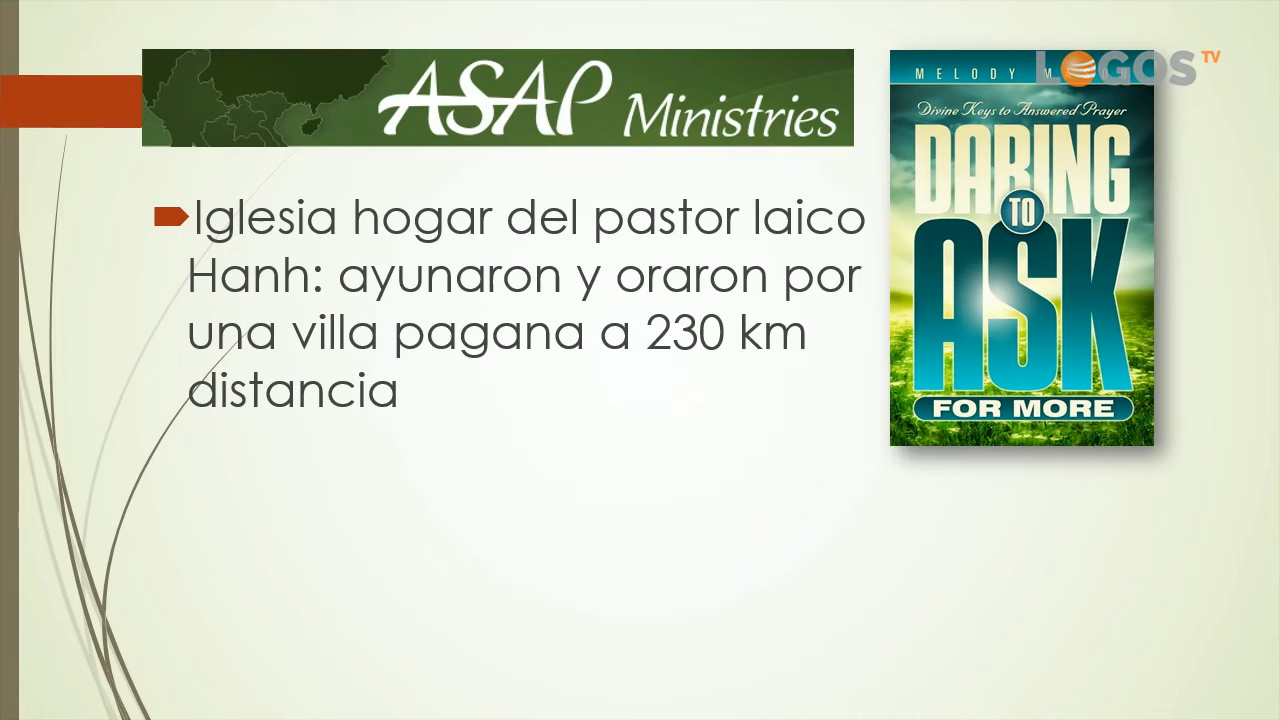 ASAP Ministries
Iglesia hogar del pastor laico
Hanh: ayunaron y oraron por
una villa pagana a 230 km
distancia
LOGOS TV
MELODY
Divine Keys to Answered Prayer
DARING
TO
ASK
FOR MORE